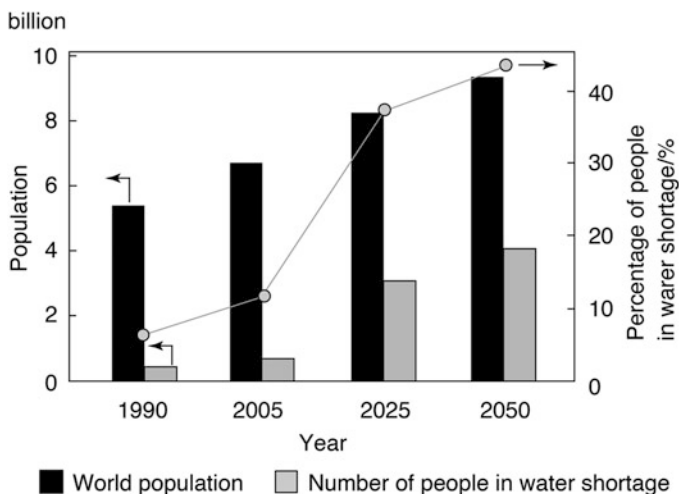 billion
10
8
6
4
2
0
Population
40
30
20
10
0
Percentage of people
in warer shortage/%
1990 2005 2025 2050
Year
World population Number of people in water shortage